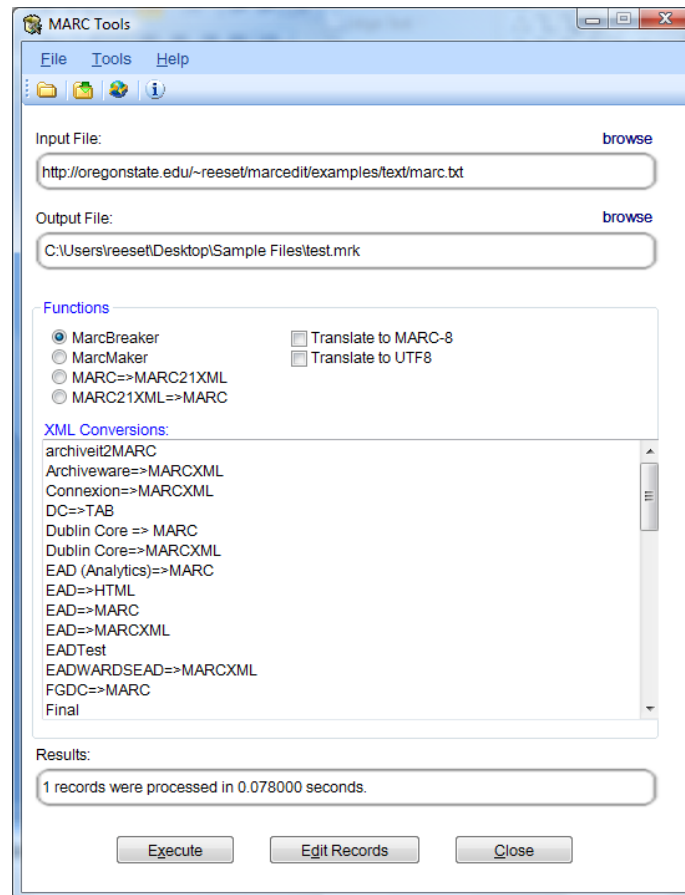 MARC Tools
File Tools Help
Input File: browse
http://oregonstate.edu/~reeset/marcedit/examples/text/marc.txt
Output File: browse
C:\Users\reeset\Desktop\Sample Files\test.mrk
Functions
MarcBreaker Translate to MARC-8
MarcMaker Translate to UTF8
MARC=>MARC21XML
MARC21XML=>MARC
XML Conversions:
archiveit2MARC
Archiveware=>MARCXML
Connexion=>MARCXML
DC=>TAB
Dublin Core => MARC
Dublin Core=>MARCXML
EAD (Analytics)=>MARC
EAD=>HTML
EAD=>MARC
EAD=>MARCXML
EADTest
EADWARDSEAD=>MARCXML
FGDC=>MARC
Final
Results:
1 records were processed in 0.078000 seconds.
Execute Edit Records Close